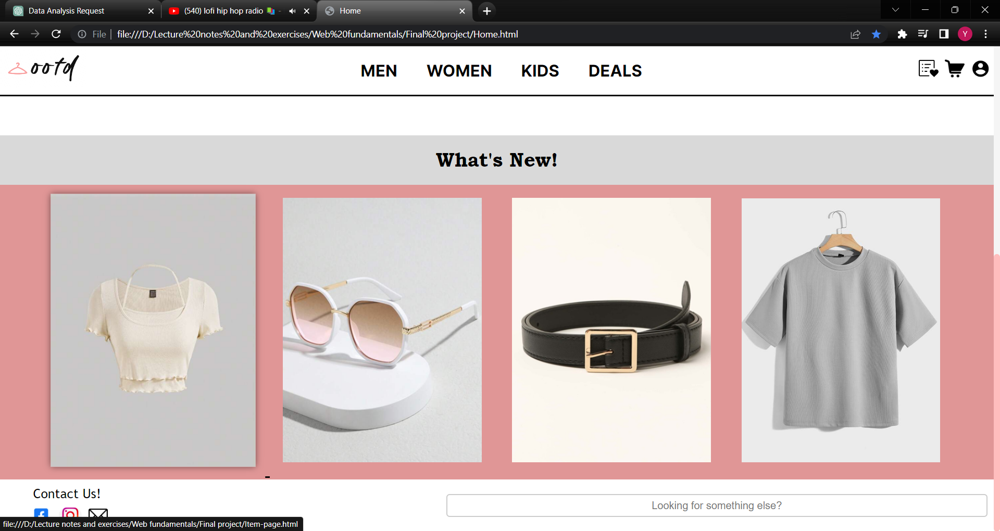 Data Analysis Request
(540) lofi hip hop radio
Home
File
file:///D:/Lecture%20notes%20and%20exercises/Web%20fundamentals/Final%20project/Home.html
Y
ootd
MEN WOMEN KIDS DEALS
What's New!
Contact Us!
Looking for something else?
file:///D:/Lecture notes and exercises/Web fundamentals/Final project/Item-page.html